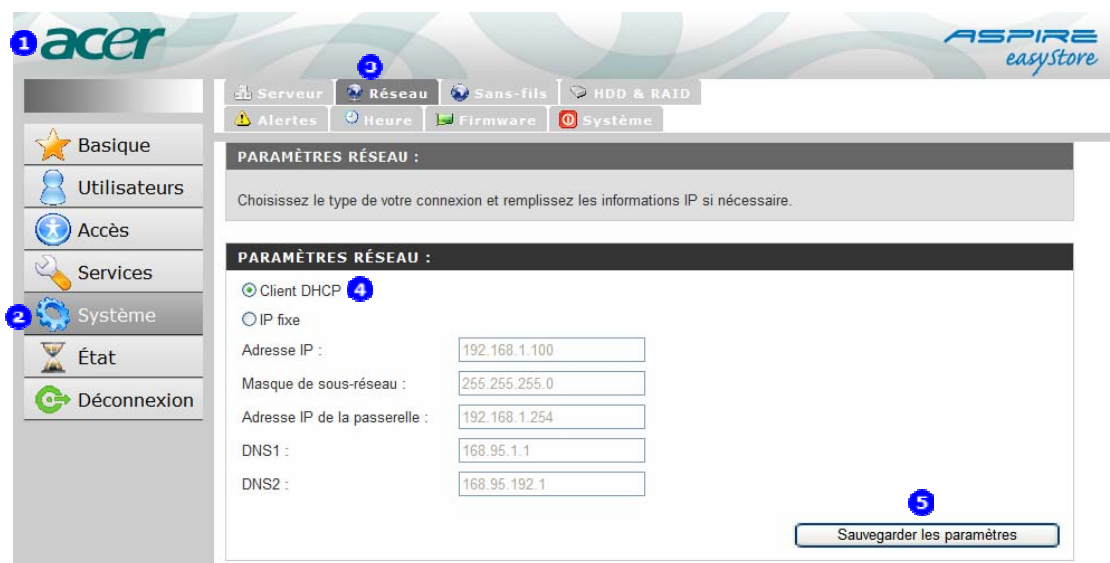 1 acer
ASPIRE
easyStore
3
Serveur Réseau Sans-fils HDD & RAID
Alertes Heure Firmware Système
Basique
Utilisateurs
Accès
Services
2 Système
État
Déconnexion
PARAMÈTRES RÉSEAU :
Choisissez le type de votre connexion et remplissez les informations IP si nécessaire.
PARAMÈTRES RÉSEAU :
Client DHCP 4
IP fixe
Adresse IP : 192.168.1.100
Masque de sous-réseau : 255.255.255.0
Adresse IP de la passerelle : 192.168.1.254
DNS1 : 168.95.1.1
DNS2 : 168.95.192.1
5
Sauvegarder les paramètres